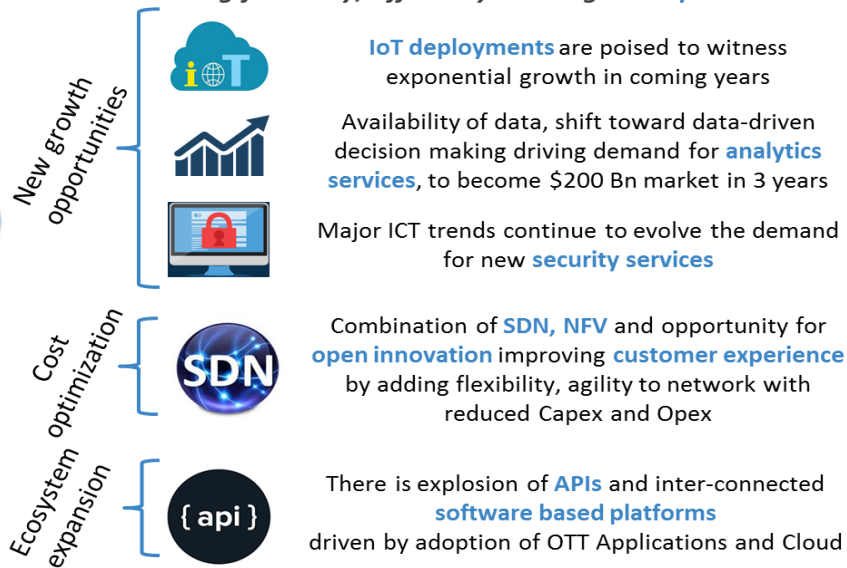 New growth
opportunities
IoT
IoT deployments are poised to witness
exponential growth in coming years
Availability of data, shift toward data-driven
decision making driving demand for analytics
services, to become $200 Bn market in 3 years
Major ICT trends continue to evolve the demand
for new security services
Cost
optimization
SDN
Combination of SDN, NFV and opportunity for
open innovation improving customer experience
by adding flexibility, agility to network with
reduced Capex and Opex
Ecosystem
expansion
{ api }
There is explosion of APIs and inter-connected
software based platforms
driven by adoption of OTT Applications and Cloud